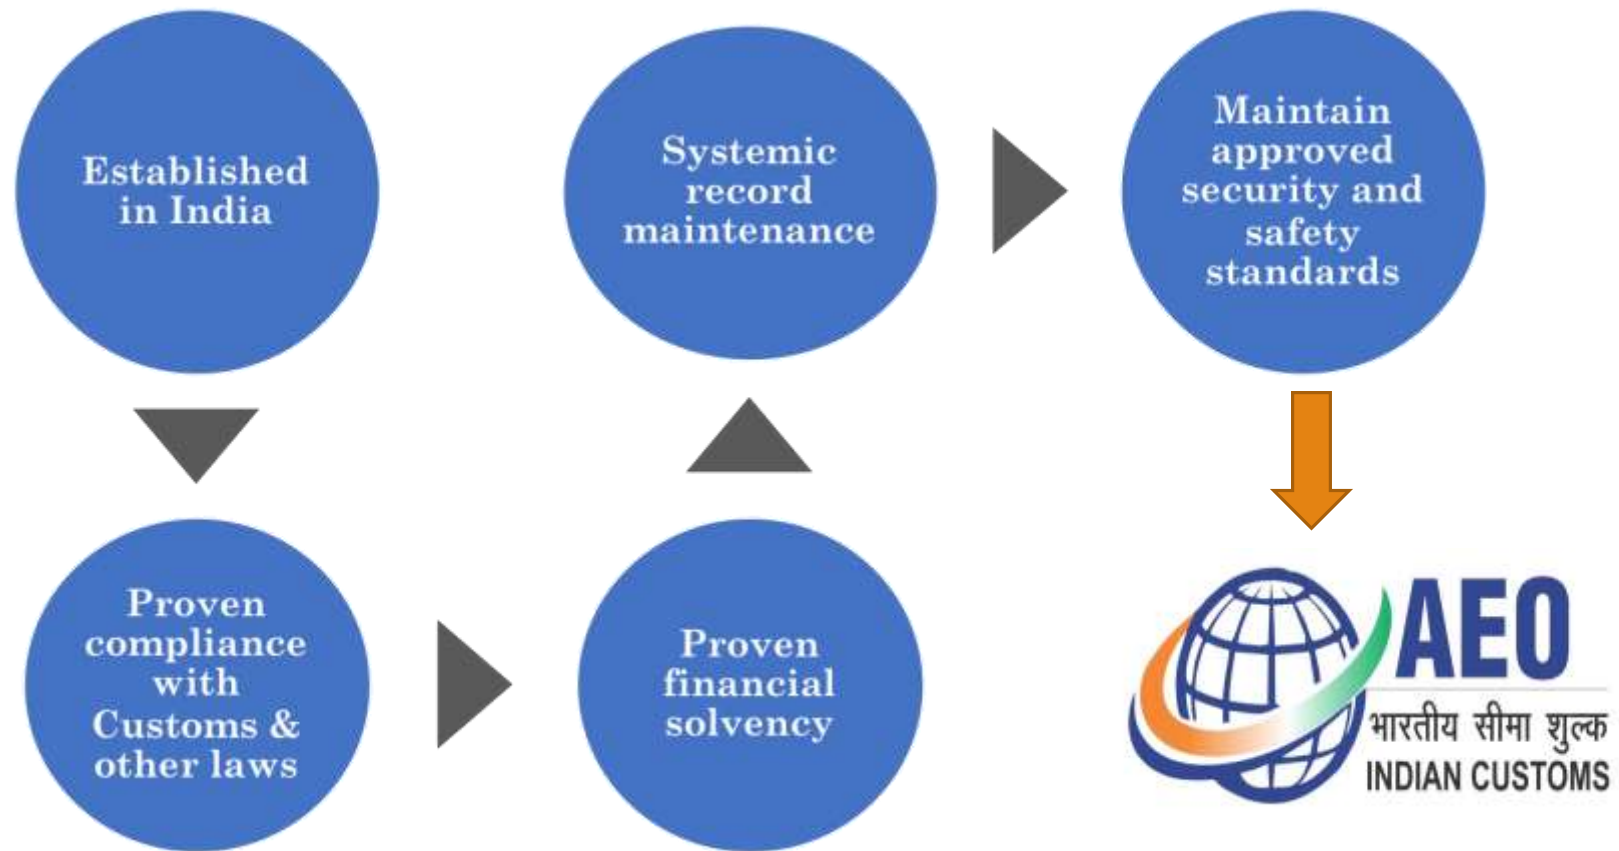 Established
in India
Proven
compliance
with
Customs &
other laws
Proven
financial
solvency
Systemic
record
maintenance
Maintain
approved
security and
safety
standards
AEO
भारतीय सीमा शुल्क
INDIAN CUSTOMS